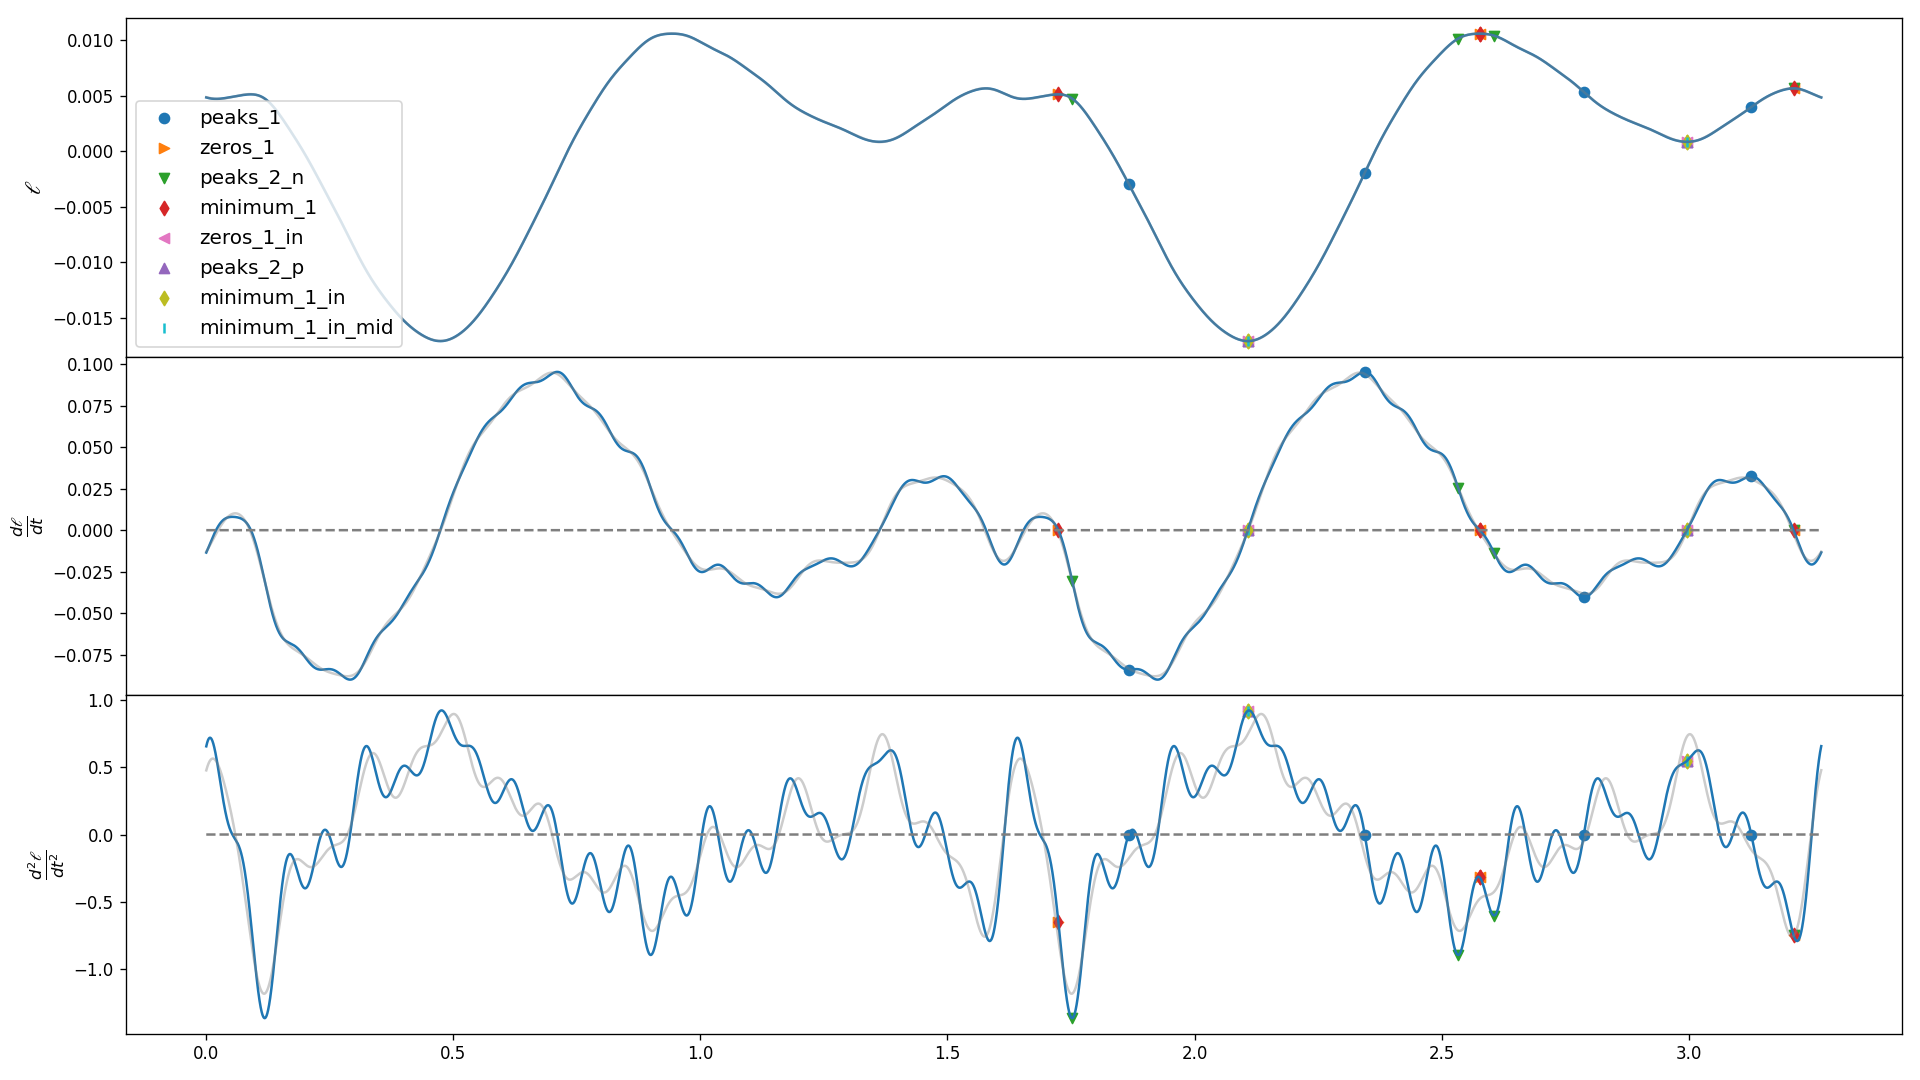 0.010
0.005
0.000
−0.005
−0.010
−0.015
ℓ
peaks_1
zeros_1
peaks_2_n
minimum_1
zeros_1_in
peaks_2_p
minimum_1_in
minimum_1_in_mid
0.100
0.075
0.050
0.025
0.000
−0.025
−0.050
−0.075
dℓ/dt
1.0
0.5
0.0
−0.5
−1.0
d²ℓ/dt²
0.0 0.5 1.0 1.5 2.0 2.5 3.0